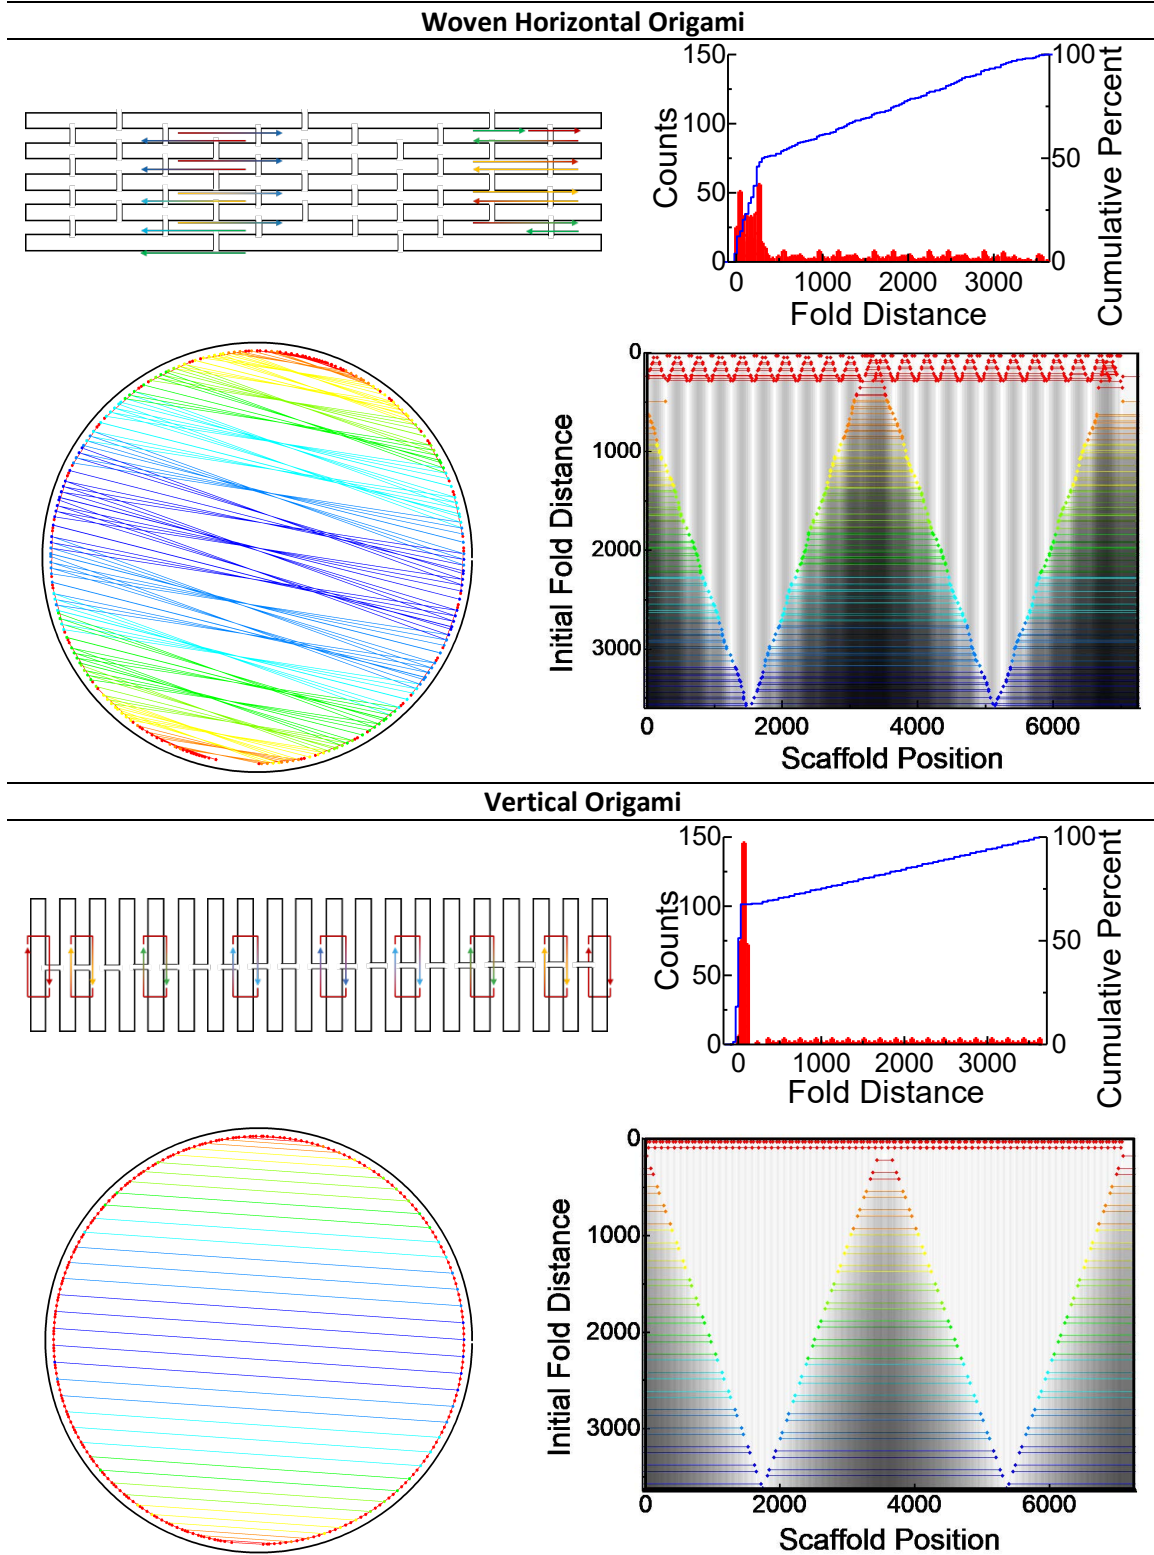 Woven Horizontal Origami
150
100
50
0
Counts
100
50
0
Cumulative Percent
0 1000 2000 3000
Fold Distance
0
1000
2000
3000
Initial Fold Distance
0 2000 4000 6000
Scaffold Position
Vertical Origami
150
100
50
0
Counts
100
50
0
Cumulative Percent
0 1000 2000 3000
Fold Distance
0
1000
2000
3000
Initial Fold Distance
0 2000 4000 6000
Scaffold Position